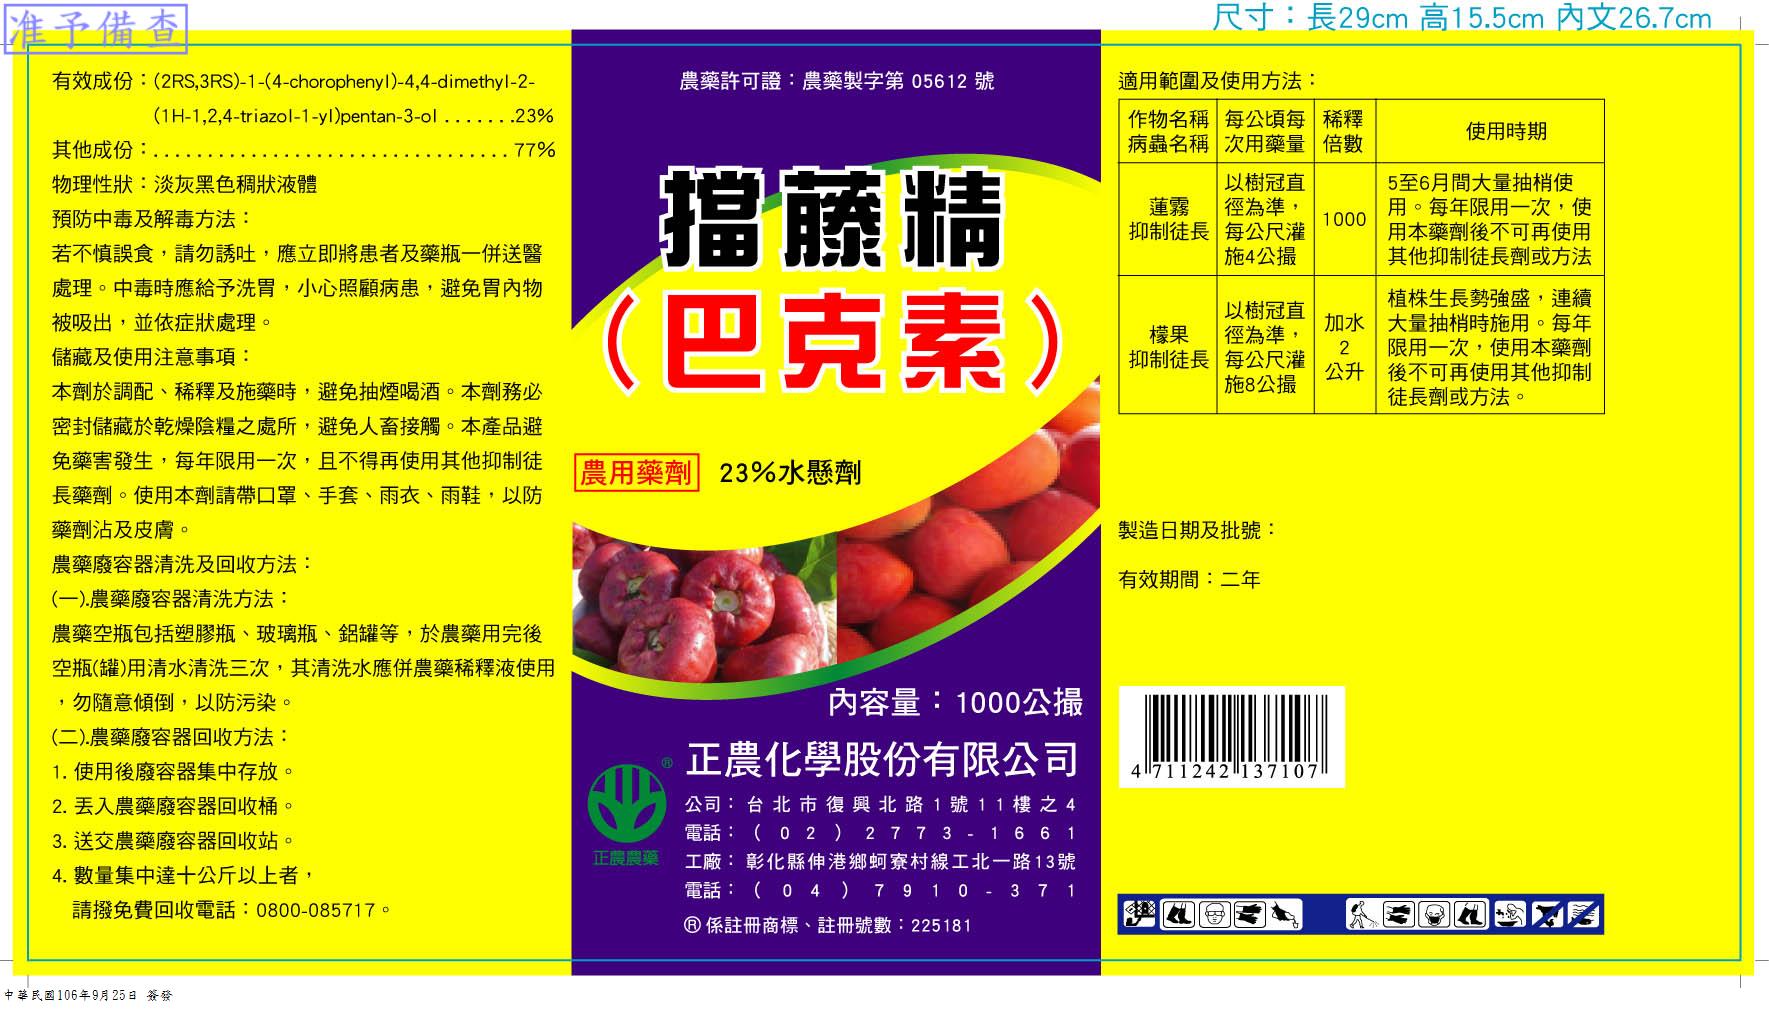 准予備查
尺寸：長29cm 高15.5cm 內文26.7cm
有效成份：(2RS,3RS)-1-(4-chorophenyl)-4,4-dimethyl-2-
(1H-1,2,4-triazol-1-yl)pentan-3-ol .......23%
其他成份：................................. 77%
物理性狀：淡灰黑色稠狀液體
預防中毒及解毒方法：
若不慎誤食，請勿誘吐，應立即將患者及藥瓶一併送醫
處理。中毒時應給予洗胃，小心照顧病患，避免胃內物
被吸出，並依症狀處理。
儲藏及使用注意事項：
本劑於調配、稀釋及施藥時，避免抽煙喝酒。本劑務必
密封儲藏於乾燥陰糧之處所，避免人畜接觸。本產品避
免藥害發生，每年限用一次，且不得再使用其他抑制徒
長藥劑。使用本劑請帶口罩、手套、雨衣、雨鞋，以防
藥劑沾及皮膚。
農藥廢容器清洗及回收方法：
(一).農藥廢容器清洗方法：
農藥空瓶包括塑膠瓶、玻璃瓶、鋁罐等，於農藥用完後
空瓶(罐)用清水清洗三次，其清洗水應併農藥稀釋液使用
，勿隨意傾倒，以防污染。
(二).農藥廢容器回收方法：
1. 使用後廢容器集中存放。
2. 丟入農藥廢容器回收桶。
3. 送交農藥廢容器回收站。
4. 數量集中達十公斤以上者，
請撥免費回收電話：0800-085717。
農藥許可證：農藥製字第 05612 號
擋藤精
（巴克素）
農用藥劑 23%水懸劑
內容量：1000公撮
®
正農農藥
正農化學股份有限公司
公司：台北市復興北路1號11樓之4
電話：(02)2773-1661
工廠：彰化縣伸港鄉蚵寮村線工北一路13號
電話：(04)7910-371
®係註冊商標、註冊號數：225181
適用範圍及使用方法：
作物名稱
病蟲名稱
每公頃每
次用藥量
稀釋
倍數
使用時期
蓮霧
抑制徒長
以樹冠直
徑為準，
每公尺灌
施4公撮
1000
5至6月間大量抽梢使
用。每年限用一次，使
用本藥劑後不可再使用
其他抑制徒長劑或方法
檬果
抑制徒長
以樹冠直
徑為準，
每公尺灌
施8公撮
加水
2
公升
植株生長勢強盛，連續
大量抽梢時施用。每年
限用一次，使用本藥劑
後不可再使用其他抑制
徒長劑或方法。
製造日期及批號：
有效期間：二年
4 711242 137107
中華民國106年9月25日 簽發